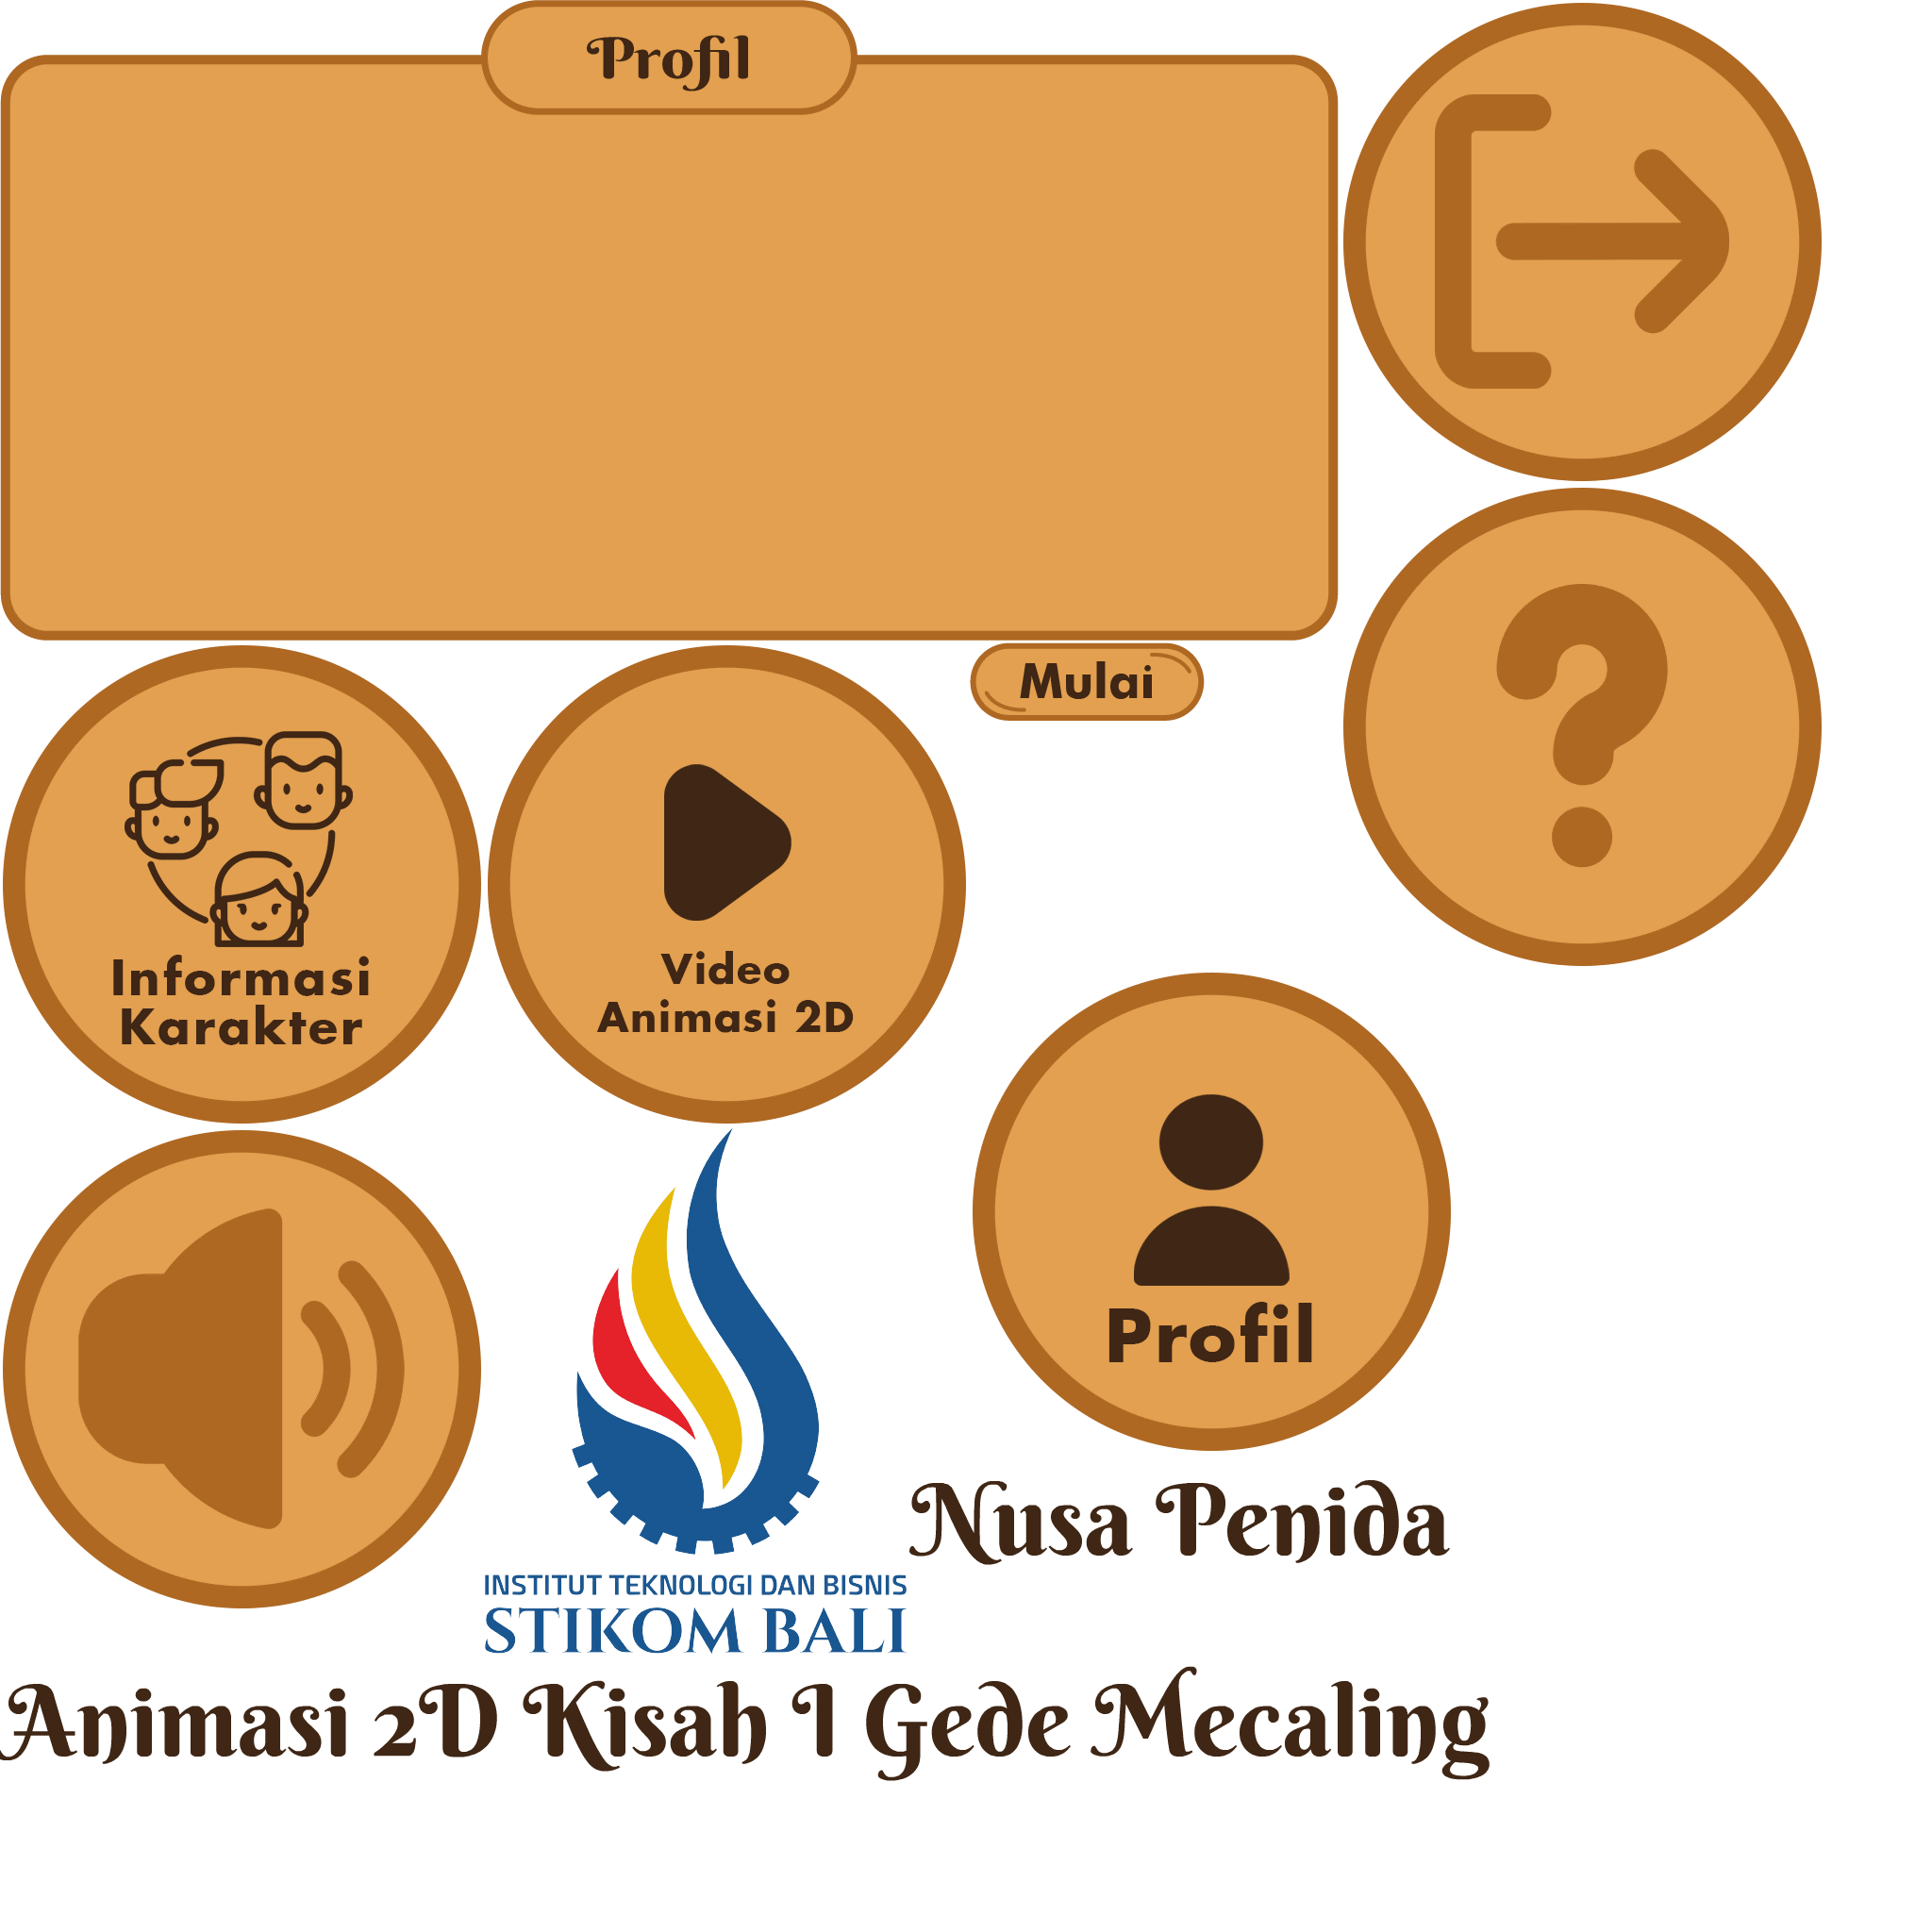 Profil
Mulai
Informasi
Karakter
Video
Animasi 2D
Profil
Nusa Penida
INSTITUT TEKNOLOGI DAN BISNIS
STIKOM BALI
Animasi 2D Kisah I Gede Mecaling